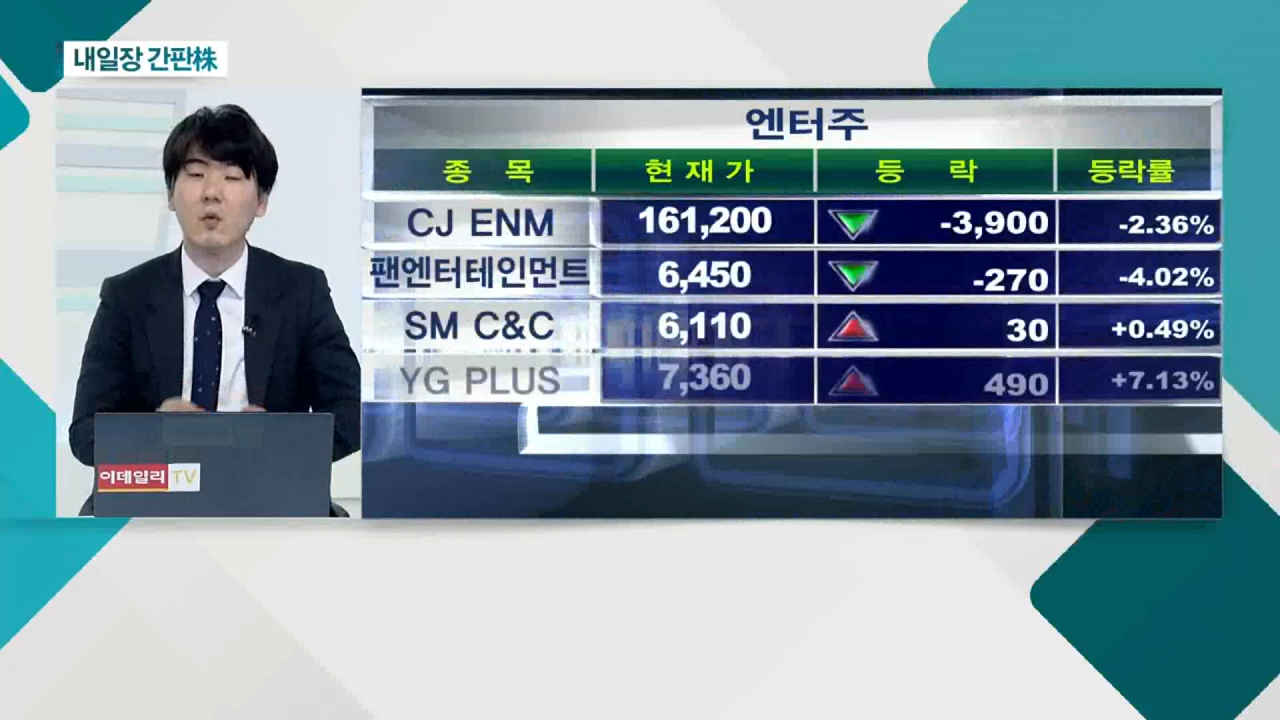 내일장 간판株
엔터주
종 목 현 재 가 등 락 등락률
CJ ENM 161,200 -3,900 -2.36%
팬엔터테인먼트 6,450 -270 -4.02%
SM C&C 6,110 30 +0.49%
YG PLUS 7,360 490 +7.13%
이데일리 TV